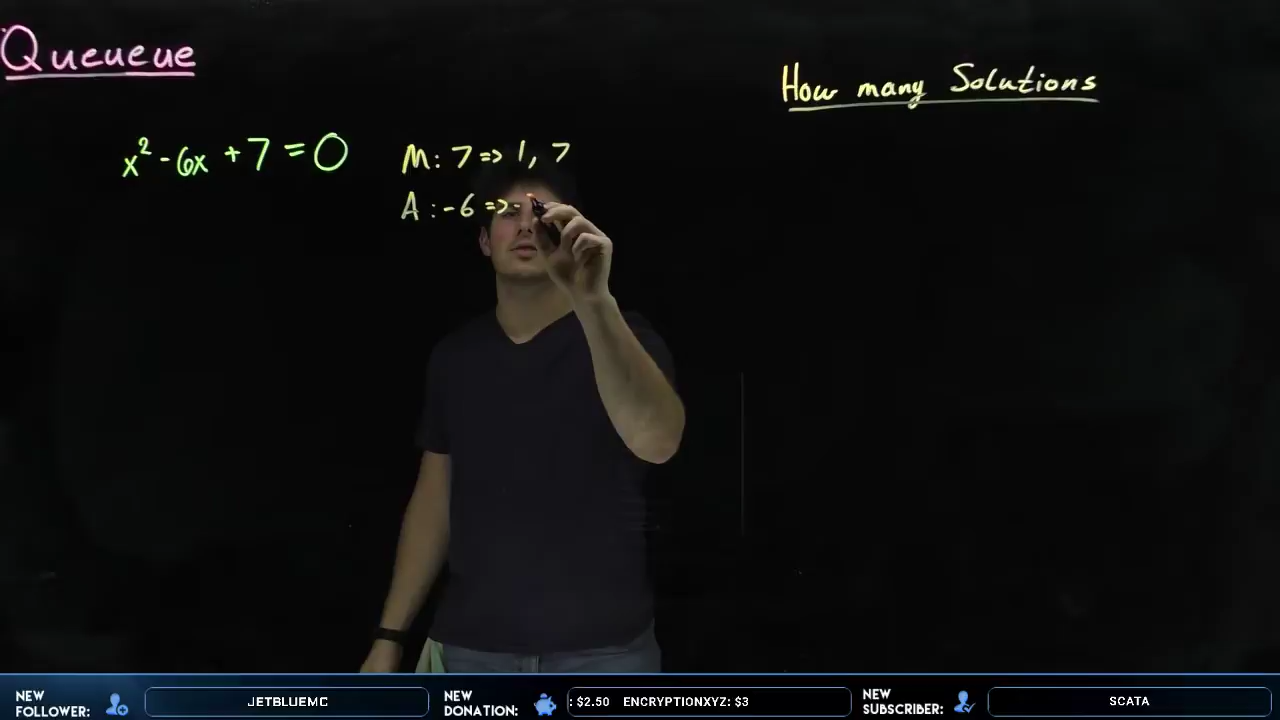 Queueue
How many Solutions
x² - 6x + 7 = 0
M: 7 => 1, 7
A: -6 => -
NEW FOLLOWER:
JETBLUEMC
NEW DONATION:
: $2.50 ENCRYPTIONXYZ: $3
NEW SUBSCRIBER:
SCATA